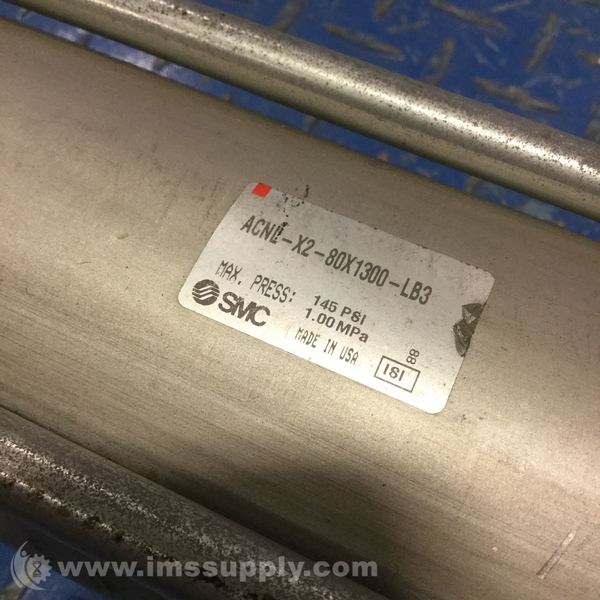 ACNL-X2-80X1300-LB3
MAX. PRESS: 145 PSI
1.00 MPa
SMC
MADE IN USA
88
ISI
www.imssupply.com